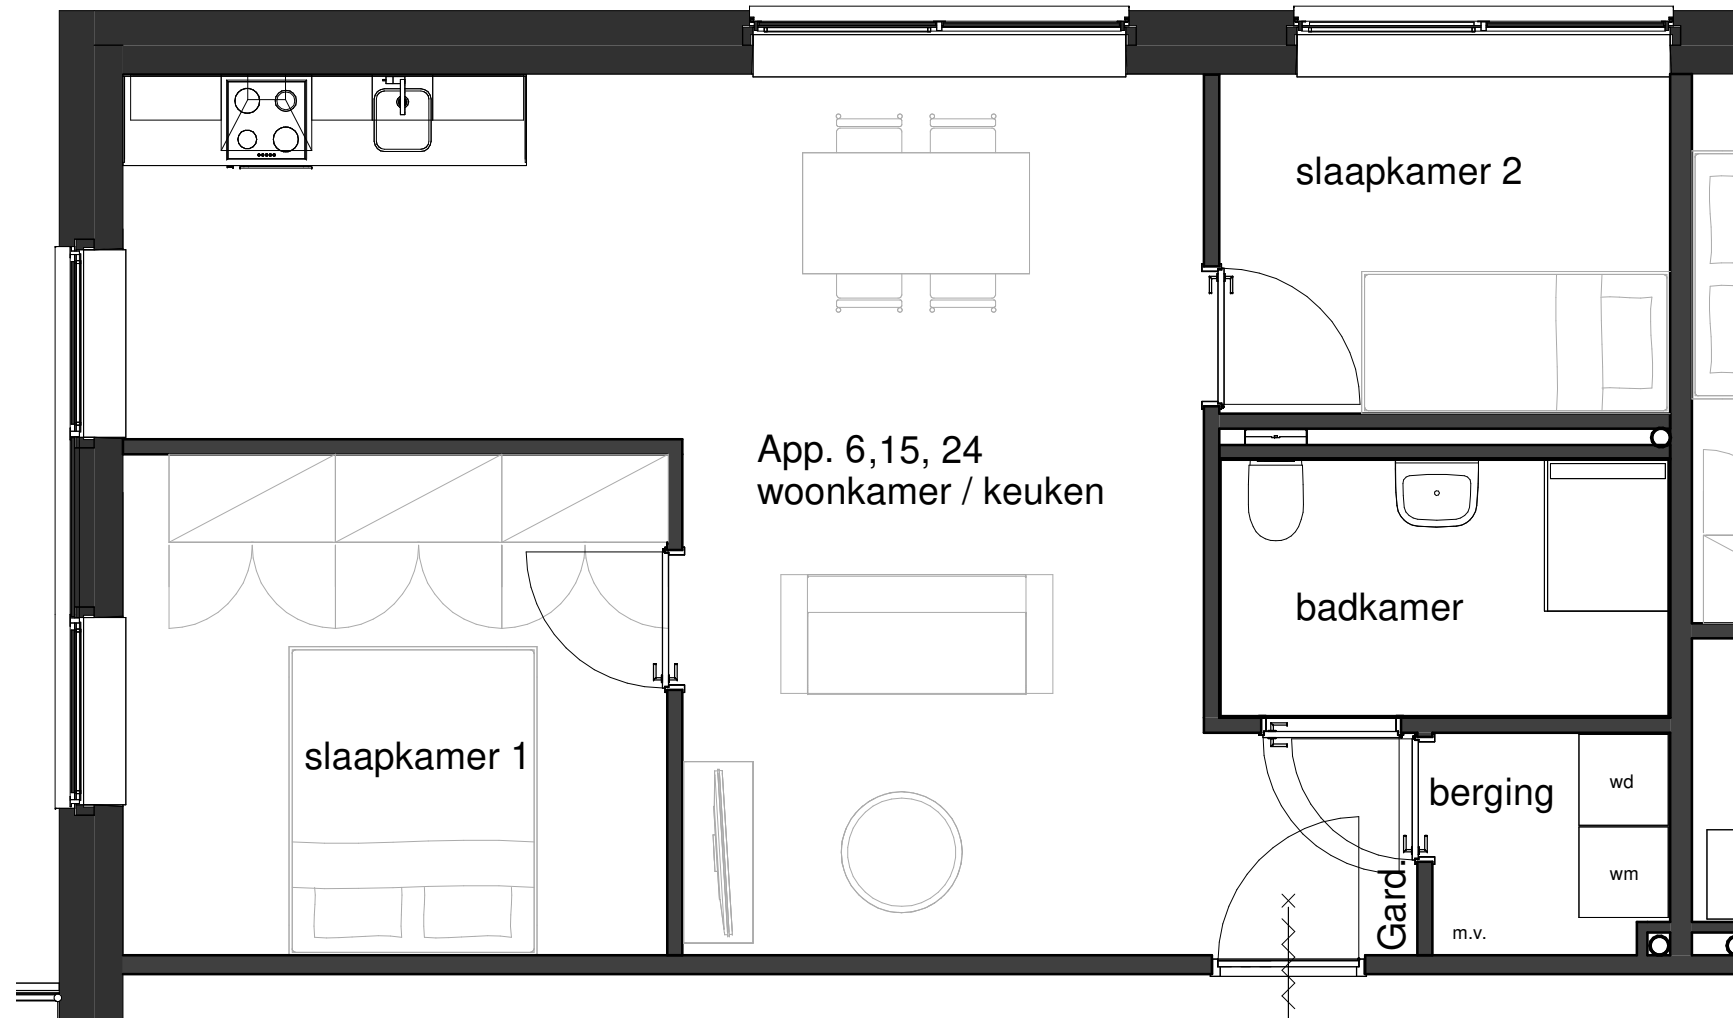 slaapkamer 2
App. 6,15, 24
woonkamer / keuken
badkamer
slaapkamer 1
berging
wd
wm
Gard.
m.v.